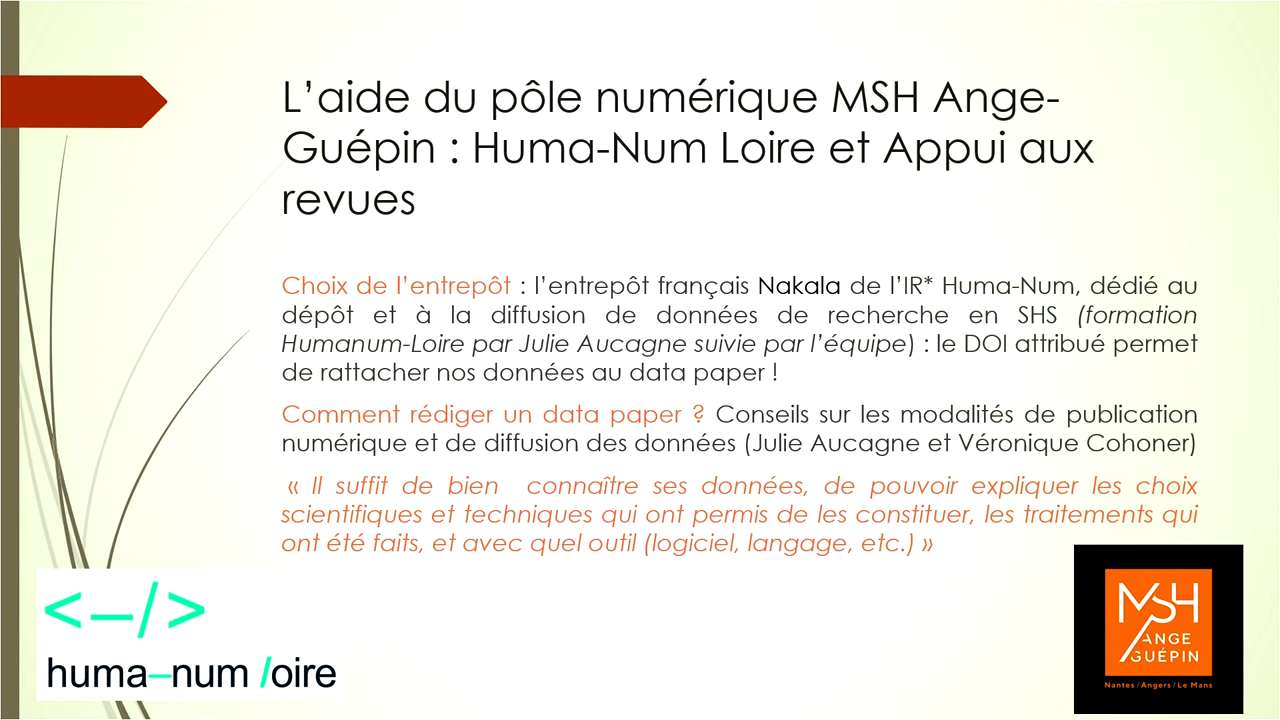 L’aide du pôle numérique MSH Ange-
Guépin : Huma-Num Loire et Appui aux
revues
Choix de l’entrepôt : l’entrepôt français Nakala de l’IR* Huma-Num, dédié au
dépôt et à la diffusion de données de recherche en SHS (formation
Humanum-Loire par Julie Aucagne suivie par l’équipe) : le DOI attribué permet
de rattacher nos données au data paper !
Comment rédiger un data paper ? Conseils sur les modalités de publication
numérique et de diffusion des données (Julie Aucagne et Véronique Cohoner)
« Il suffit de bien connaître ses données, de pouvoir expliquer les choix
scientifiques et techniques qui ont permis de les constituer, les traitements qui
ont été faits, et avec quel outil (logiciel, langage, etc.) »
<–/>
huma–num /oire
MSH
ANGE
GUÉPIN
Nantes / Angers / Le Mans